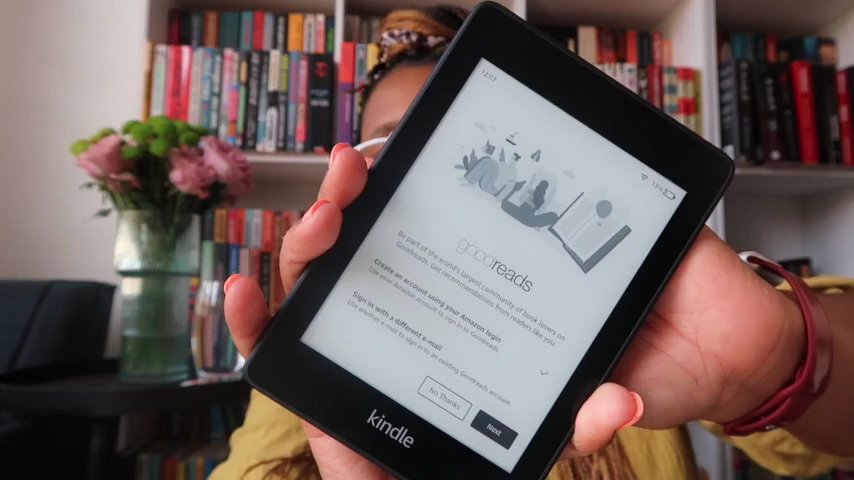 12:07
13%
goodreads
Be part of the world's largest community of book lovers on
Goodreads. Get recommendations from readers like you.
Create an account using your Amazon login
Use your Amazon account to sign in to Goodreads.
Sign in with a different e-mail
Use another e-mail to sign in to an existing Goodreads account.
No Thanks
Next
kindle